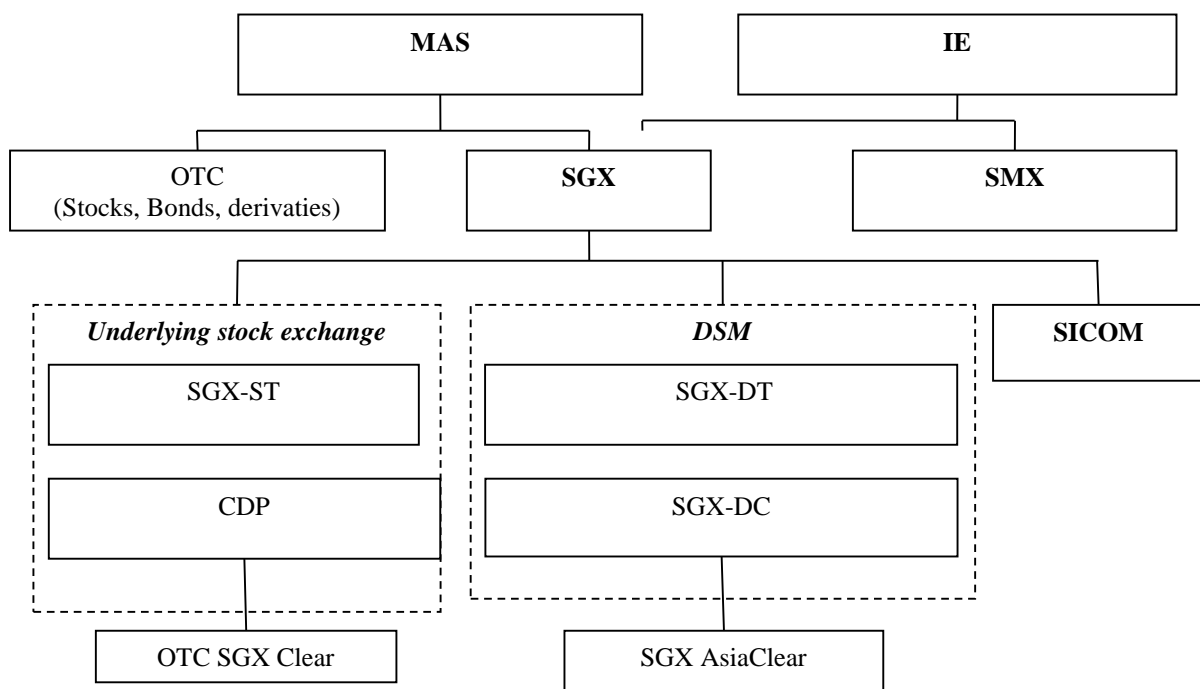 MAS
IE
OTC
(Stocks, Bonds, derivaties)
SGX
SMX
Underlying stock exchange
DSM
SICOM
SGX-ST
SGX-DT
CDP
SGX-DC
OTC SGX Clear
SGX AsiaClear